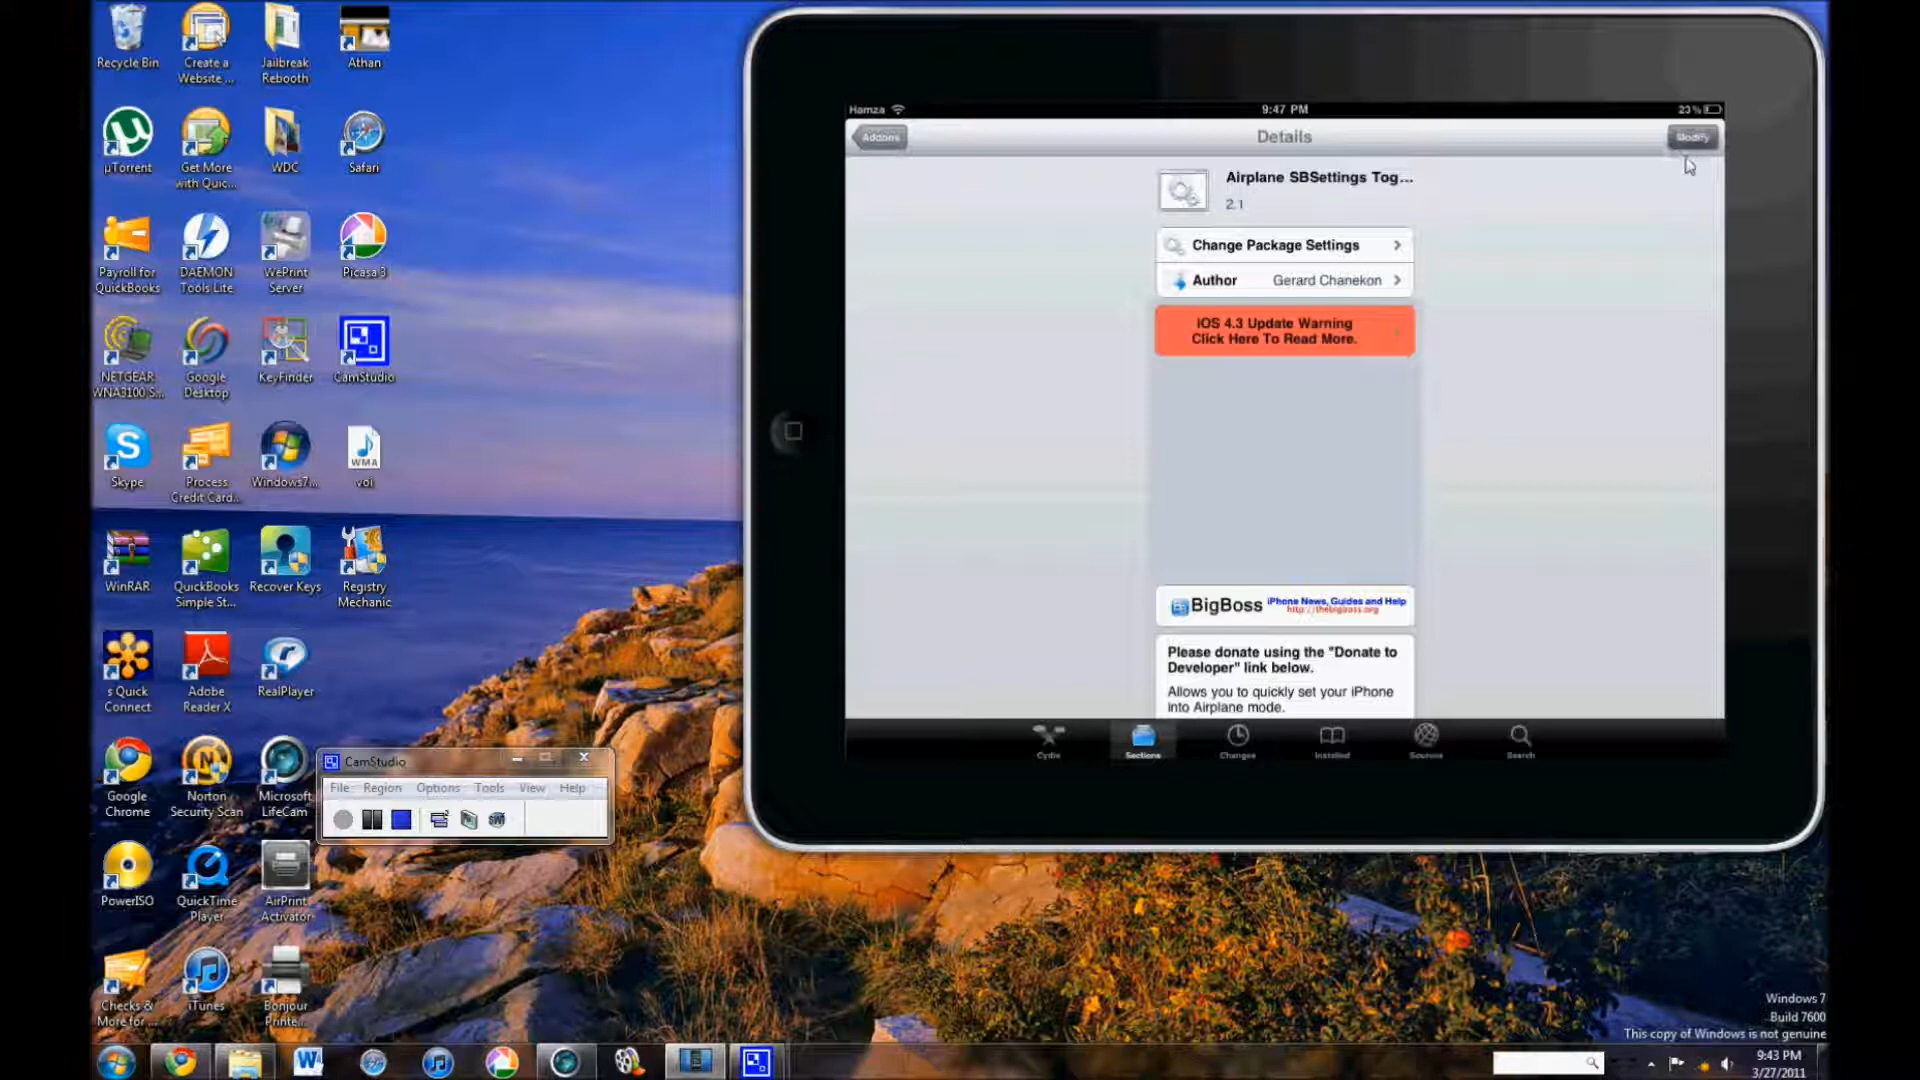 Recycle Bin
Create a
Website ...
Jailbreak
Rebooth
Athan
µTorrent
Get More
with Quic...
WDC
Safari
Payroll for
QuickBooks
DAEMON
Tools Lite
WePrint
Server
Picasa 3
NETGEAR
WNA3100 S...
Google
Desktop
KeyFinder
CamStudio
Skype
Process
Credit Card...
Windows7...
WMA
voi
WinRAR
QuickBooks
Simple St...
Recover Keys
Registry
Mechanic
s Quick
Connect
Adobe
Reader X
RealPlayer
Google
Chrome
Norton
Security Scan
Microsoft
LifeCam
PowerISO
QuickTime
Player
AirPrint
Activator
Checks &
More for ...
iTunes
Bonjour
Printe...
CamStudio
File Region Options Tools View Help
Hamza 9:47 PM 23%
Addons Details Modify
Airplane SBSettings Tog...
2.1
Change Package Settings
Author Gerard Chanekon
iOS 4.3 Update Warning
Click Here To Read More.
BigBoss iPhone News, Guides and Help
http://thebigboss.org
Please donate using the "Donate to
Developer" link below.
Allows you to quickly set your iPhone
into Airplane mode.
Cydia Sections Changes Installed Sources Search
Windows 7
Build 7600
This copy of Windows is not genuine
9:43 PM
3/27/2011